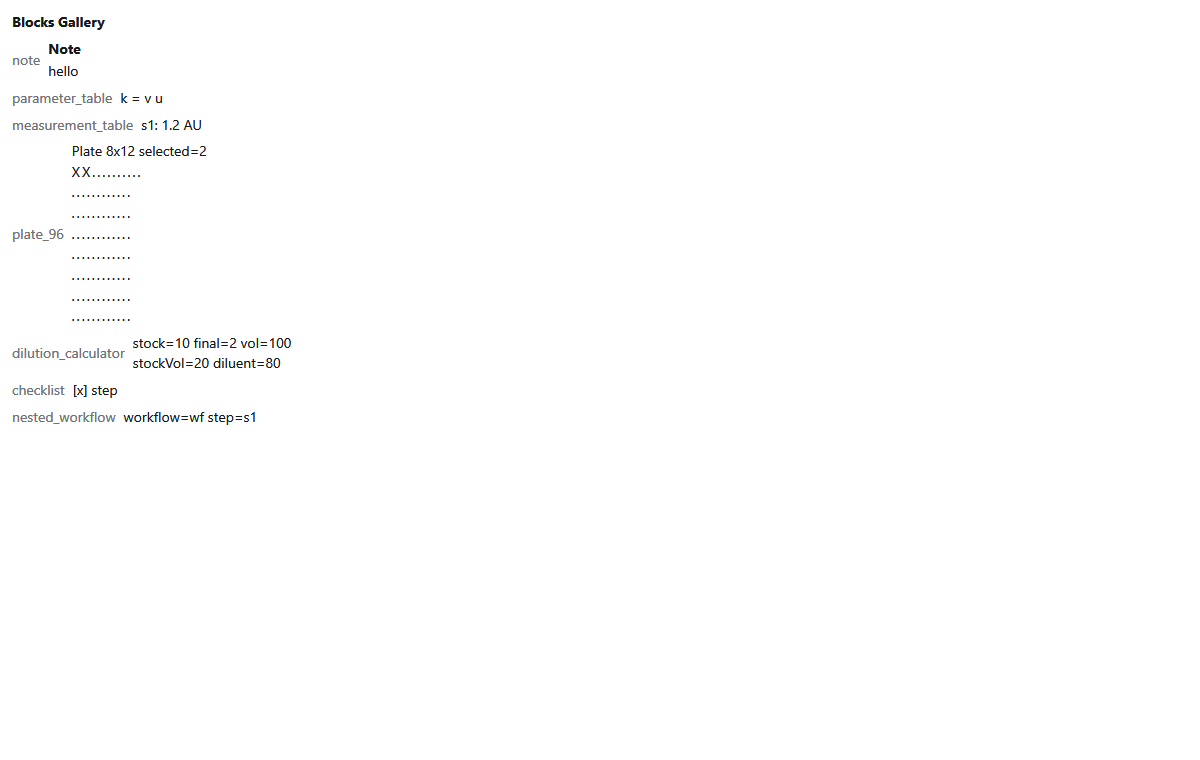 Blocks Gallery
note
Note
hello
parameter_table k = v u
measurement_table s1: 1.2 AU
plate_96
Plate 8x12 selected=2
XX..........
............
............
............
............
............
............
............
dilution_calculator
stock=10 final=2 vol=100
stockVol=20 diluent=80
checklist [x] step
nested_workflow workflow=wf step=s1